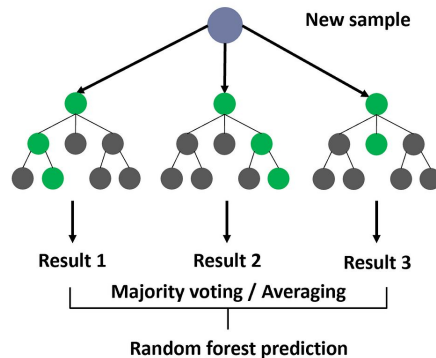 New sample
Result 1
Result 2
Result 3
Majority voting / Averaging
Random forest prediction